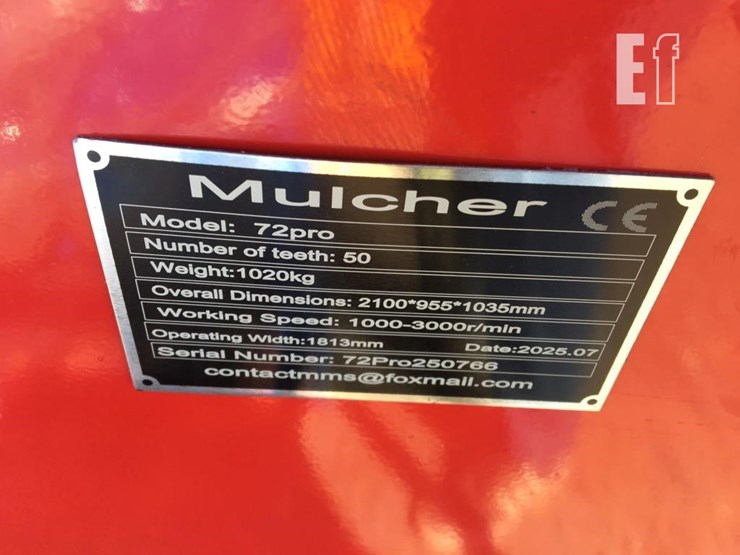 Ef
Mulcher CE
Model: 72pro
Number of teeth: 50
Weight:1020kg
Overall Dimensions: 2100*955*1035mm
Working Speed: 1000-3000r/min
Operating Width:1813mm Date:2025.07
Serial Number: 72Pro250766
contactmms@foxmail.com